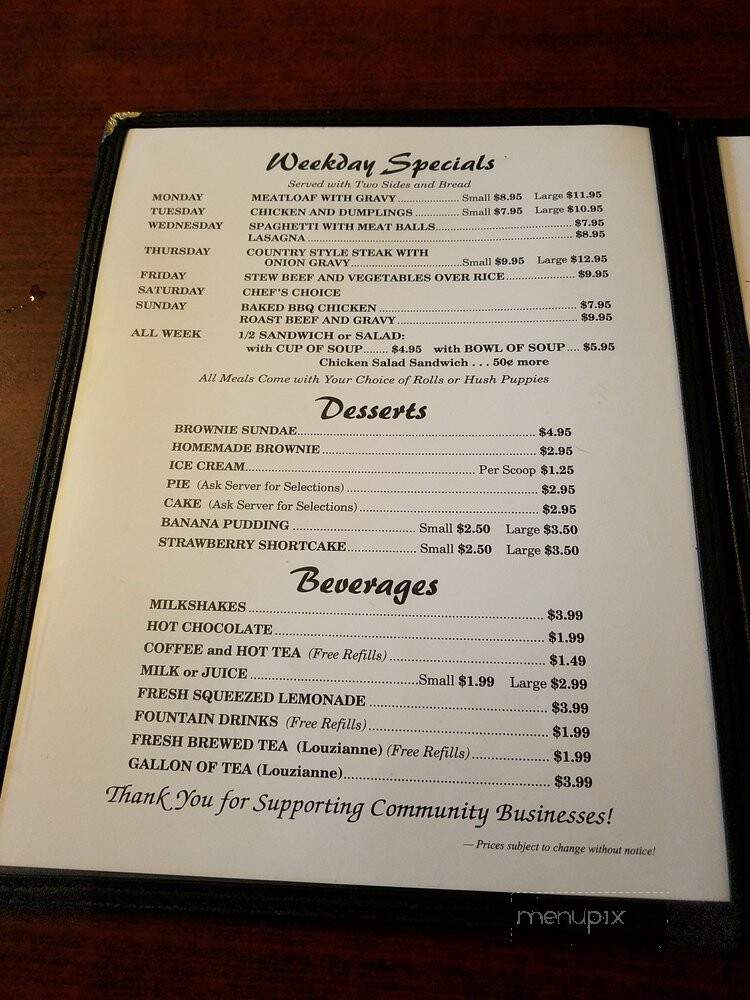 Weekday Specials
Served with Two Sides and Bread
MONDAY MEATLOAF WITH GRAVY.................... Small $8.95 Large $11.95
TUESDAY CHICKEN AND DUMPLINGS............... Small $7.95 Large $10.95
WEDNESDAY SPAGHETTI WITH MEAT BALLS............................................. $7.95
LASAGNA ........................................................................................ $8.95
THURSDAY COUNTRY STYLE STEAK WITH
ONION GRAVY.....................................Small $9.95 Large $12.95
FRIDAY STEW BEEF AND VEGETABLES OVER RICE....................... $9.95
SATURDAY CHEF'S CHOICE
SUNDAY BAKED BBQ CHICKEN ................................................................ $7.95
ROAST BEEF AND GRAVY............................................................ $9.95
ALL WEEK 1/2 SANDWICH or SALAD:
with CUP OF SOUP........ $4.95 with BOWL OF SOUP .... $5.95
Chicken Salad Sandwich . . . 50¢ more
All Meals Come with Your Choice of Rolls or Hush Puppies
Desserts
BROWNIE SUNDAE........................................................................ $4.95
HOMEMADE BROWNIE ................................................................... $2.95
ICE CREAM....................................................................... Per Scoop $1.25
PIE (Ask Server for Selections) .......................................................... $2.95
CAKE (Ask Server for Selections)....................................................... $2.95
BANANA PUDDING ..................................... Small $2.50 Large $3.50
STRAWBERRY SHORTCAKE..................... Small $2.50 Large $3.50
Beverages
MILKSHAKES ................................................................................. $3.99
HOT CHOCOLATE........................................................................... $1.99
COFFEE and HOT TEA (Free Refills) ............................................. $1.49
MILK or JUICE ..................................................Small $1.99 Large $2.99
FRESH SQUEEZED LEMONADE ................................................... $3.99
FOUNTAIN DRINKS (Free Refills).................................................. $1.99
FRESH BREWED TEA (Louzianne) (Free Refills)...................... $1.99
GALLON OF TEA (Louzianne)......................................................... $3.99
Thank You for Supporting Community Businesses!
— Prices subject to change without notice!
menupix